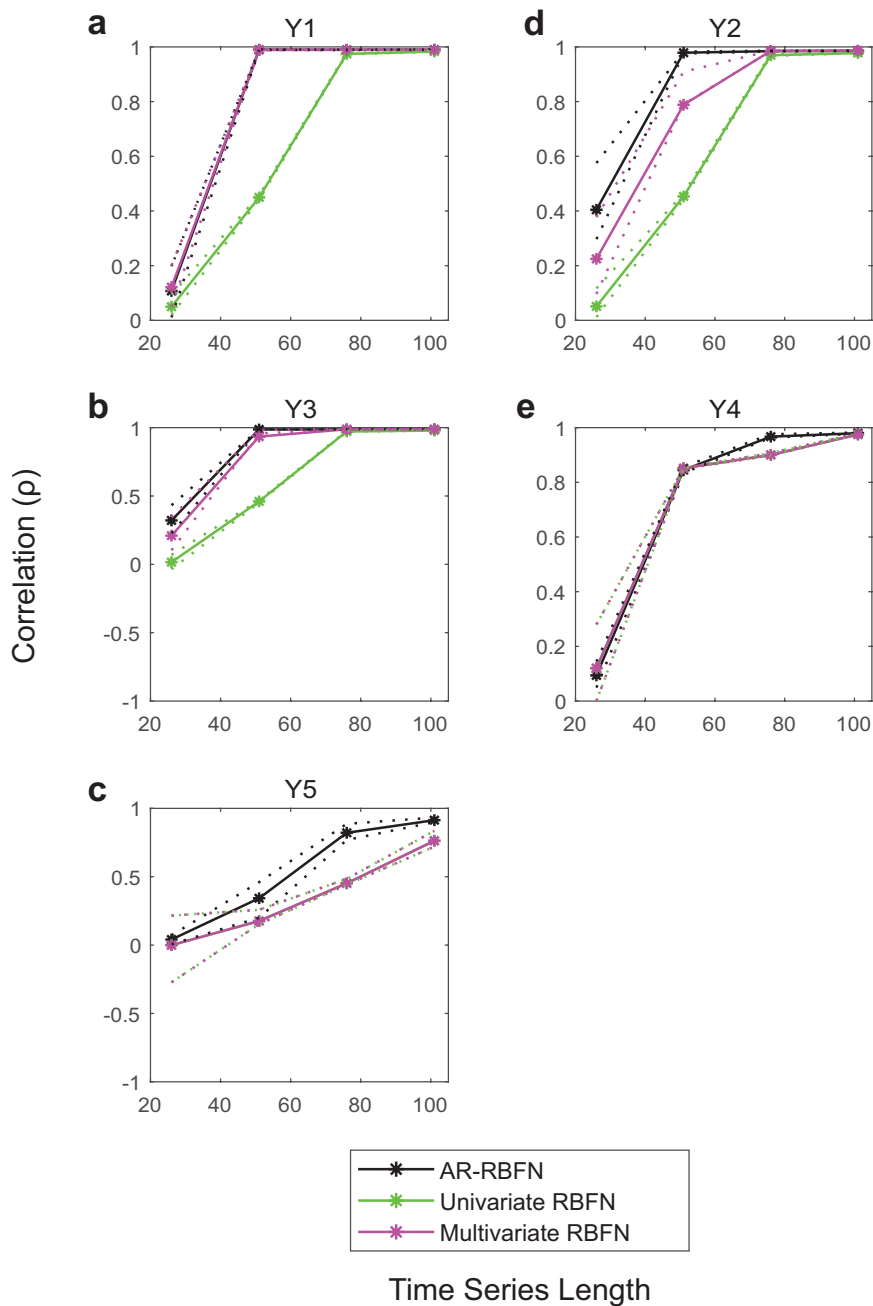 a
Y1
1
0.8
0.6
0.4
0.2
0
20 40 60 80 100
d
Y2
1
0.8
0.6
0.4
0.2
0
20 40 60 80 100
b
Y3
1
0.5
0
-0.5
-1
20 40 60 80 100
e
Y4
1
0.8
0.6
0.4
0.2
0
20 40 60 80 100
Correlation (ρ)
c
Y5
1
0.5
0
-0.5
-1
20 40 60 80 100
AR-RBFN
Univariate RBFN
Multivariate RBFN
Time Series Length